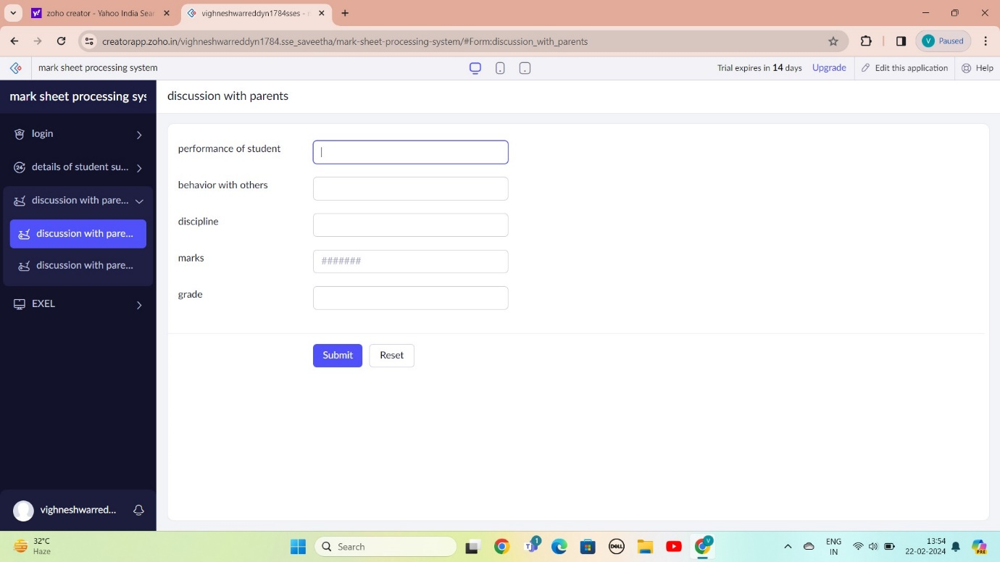 zoho creator - Yahoo India Sear
vighneshwarreddyn1784sses -
creatorapp.zoho.in/vighneshwarreddyn1784.sse_saveetha/mark-sheet-processing-system/#Form:discussion_with_parents
V Paused
mark sheet processing system
Trial expires in 14 days Upgrade Edit this application Help
mark sheet processing sys
discussion with parents
login
details of student su...
discussion with pare...
discussion with pare...
discussion with pare...
EXEL
performance of student
behavior with others
discipline
marks #######
grade
Submit Reset
vighneshwarred...
32°C
Haze
Search
1
DELL
V
ENG
IN
13:54
22-02-2024
PRE